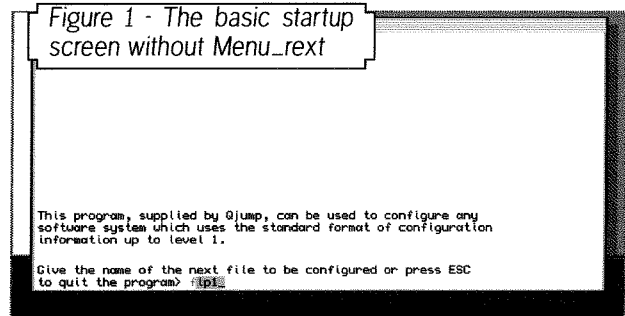 Figure 1 - The basic startup
screen without Menu_rext
This program, supplied by Qjump, can be used to configure any
software system which uses the standard format of configuration
information up to level 1.
Give the name of the next file to be configured or press ESC
to quit the program> flp1_